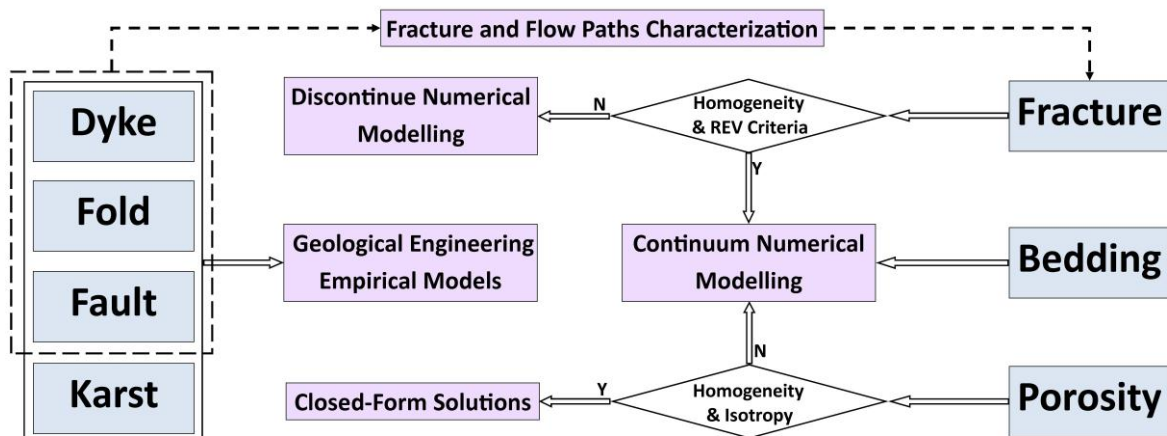 Fracture and Flow Paths Characterization
Dyke
Fold
Fault
Karst
Discontinue Numerical
Modelling
Geological Engineering
Empirical Models
Closed-Form Solutions
N
Homogeneity
& REV Criteria
Y
Continuum Numerical
Modelling
N
Homogeneity
& Isotropy
Y
Fracture
Bedding
Porosity